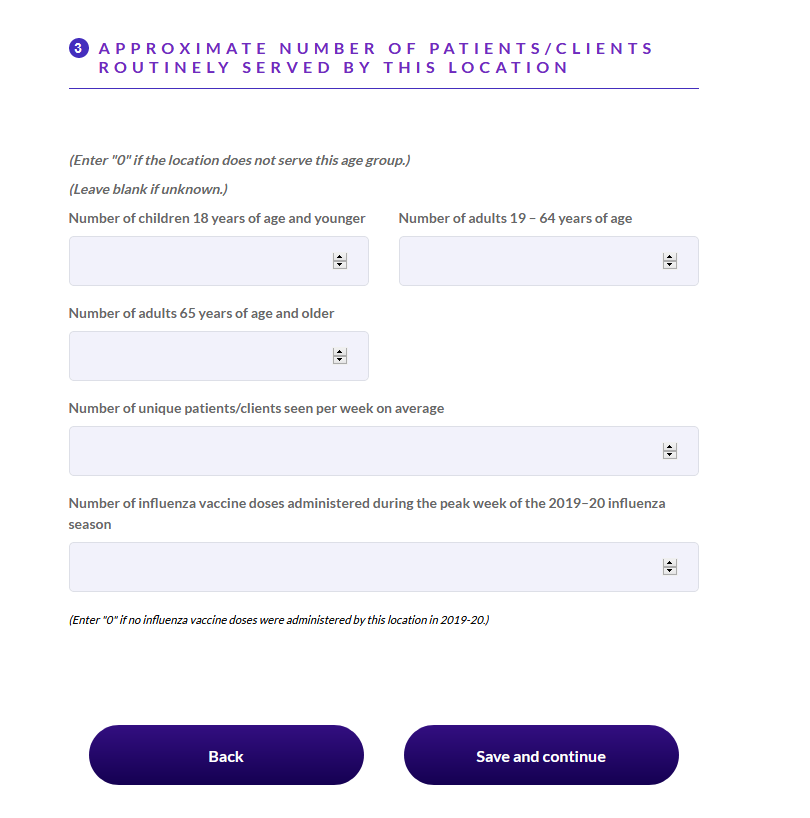 3 APPROXIMATE NUMBER OF PATIENTS/CLIENTS
ROUTINELY SERVED BY THIS LOCATION
(Enter "0" if the location does not serve this age group.)
(Leave blank if unknown.)
Number of children 18 years of age and younger
Number of adults 19 – 64 years of age
Number of adults 65 years of age and older
Number of unique patients/clients seen per week on average
Number of influenza vaccine doses administered during the peak week of the 2019–20 influenza
season
(Enter "0" if no influenza vaccine doses were administered by this location in 2019-20.)
Back
Save and continue